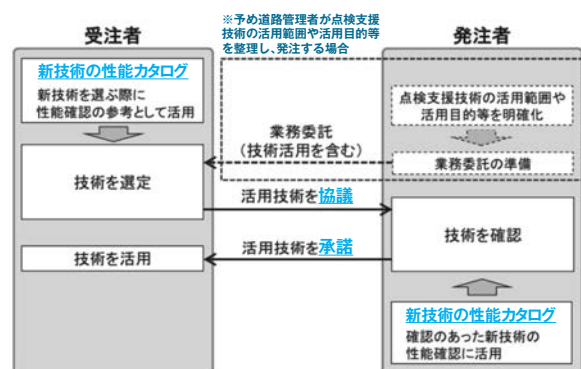 ※予め道路管理者が点検支援
技術の活用範囲や活用目的等
を整理し、発注する場合
受注者
発注者
新技術の性能カタログ
新技術を選ぶ際に
性能確認の参考として活用
点検支援技術の活用範囲や
活用目的等を明確化
業務委託
（技術活用を含む）
業務委託の準備
技術を選定
活用技術を協議
技術を確認
活用技術を承諾
技術を活用
新技術の性能カタログ
確認のあった新技術の
性能確認に活用